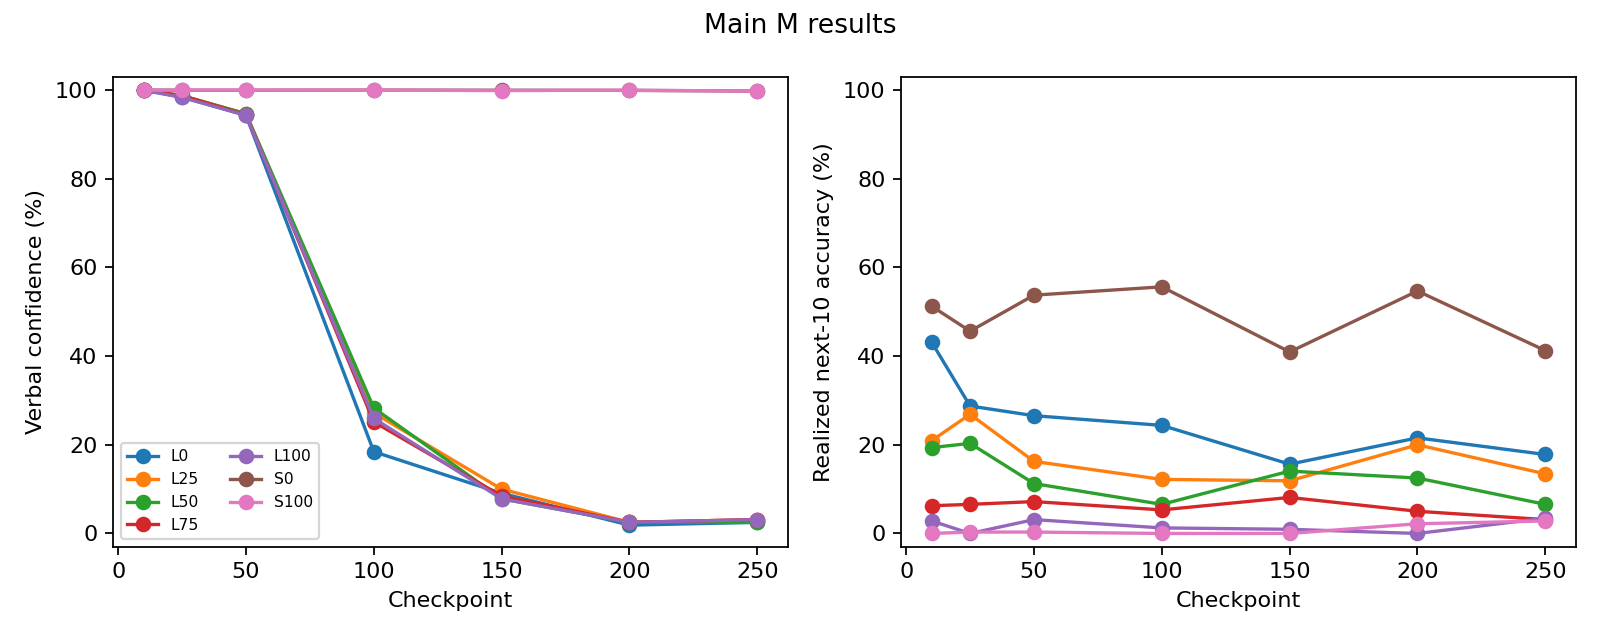 Main M results
Verbal confidence (%)
100
80
60
40
20
0
L0
L25
L50
L75
L100
S0
S100
0
50
100
150
200
250
Checkpoint
Realized next-10 accuracy (%)
100
80
60
40
20
0
0
50
100
150
200
250
Checkpoint